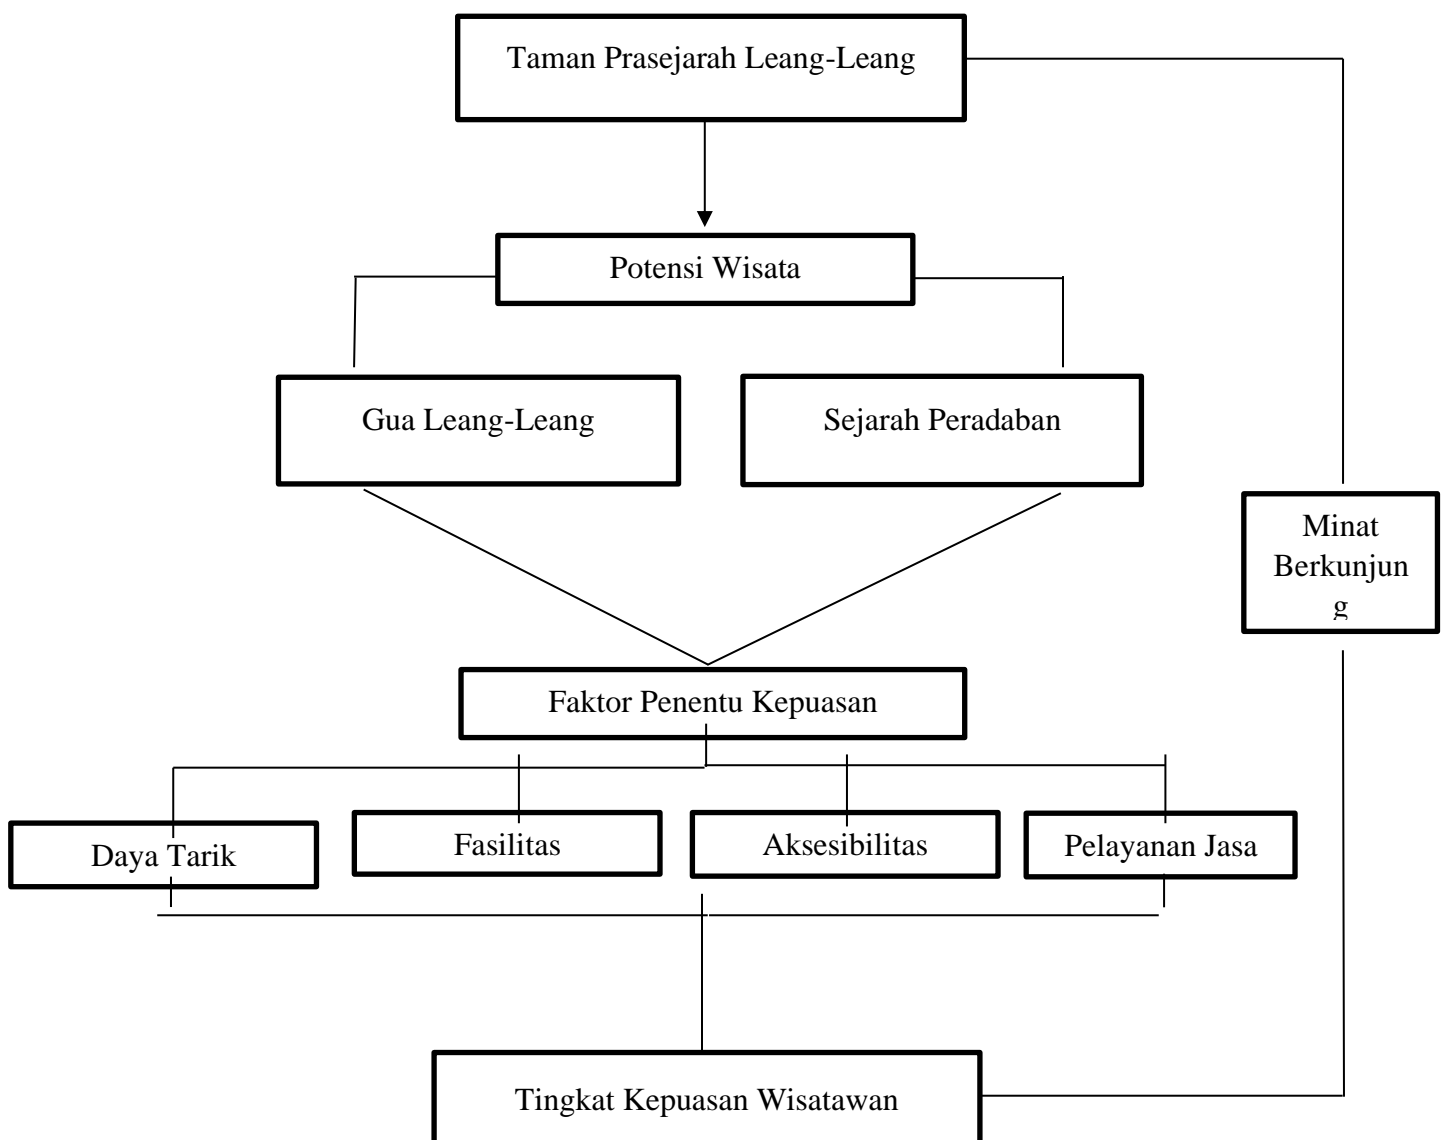 Taman Prasejarah Leang-Leang
Potensi Wisata
Gua Leang-Leang
Sejarah Peradaban
Minat
Berkunjun
g
Faktor Penentu Kepuasan
Daya Tarik
Fasilitas
Aksesibilitas
Pelayanan Jasa
Tingkat Kepuasan Wisatawan